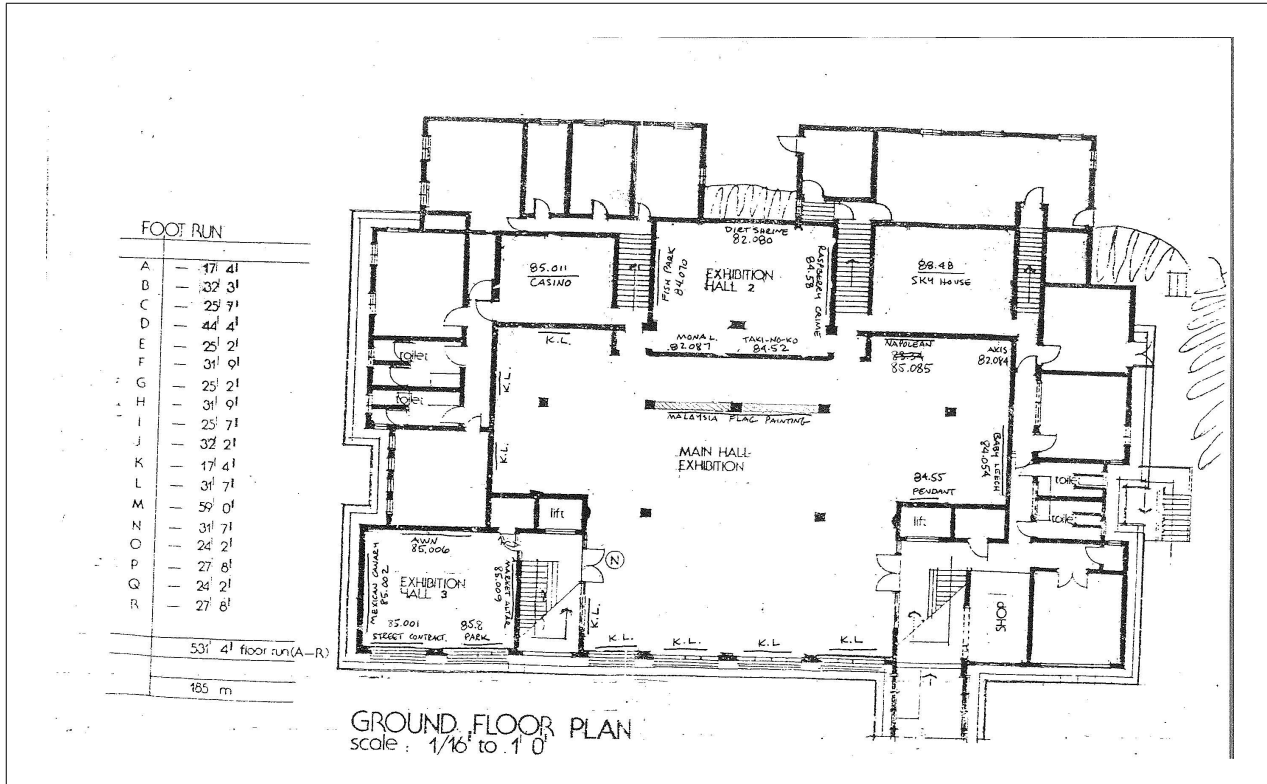 FOOT RUN
A — 17' 4"
B — 32' 3"
C — 25' 7"
D — 44' 4"
E — 25' 2"
F — 31' 9"
G — 25' 2"
H — 31' 9"
I — 25' 7"
J — 32' 2"
K — 17' 4"
L — 31' 7"
M — 59' 0"
N — 31' 7"
O — 24' 2"
P — 27' 8"
Q — 24' 2"
R — 27' 8"
531' 4" floor run (A–R)
185 m
DIRT SHRINE
82.080
FISH PARK
84.070
EXHIBITION
HALL 2
RASPBERRY CRIME
84.58
MONA L.
82.087
TAKI-NO-KO
84.52
85.011
CASINO
88.48
SKY HOUSE
K.L.
NAPOLEAN
85.085
AXIS
82.084
toilet
toilet
K.L.
K.L.
MALAYSIA FLAG PAINTING
MAIN HALL
EXHIBITION
BABY LEECH
84.054
84.55
PENDANT
toilet
toilet
lift
lift
N
AWN
85.006
MEXICAN CANARY
85.002
EXHIBITION
HALL 3
MARKET ALTAR
85.009
85.001
STREET CONTRACT.
85.8
PARK
K.L.
K.L.
K.L.
K.L
K.L
SHOP
GROUND FLOOR PLAN
scale : 1/16" to 1' 0"